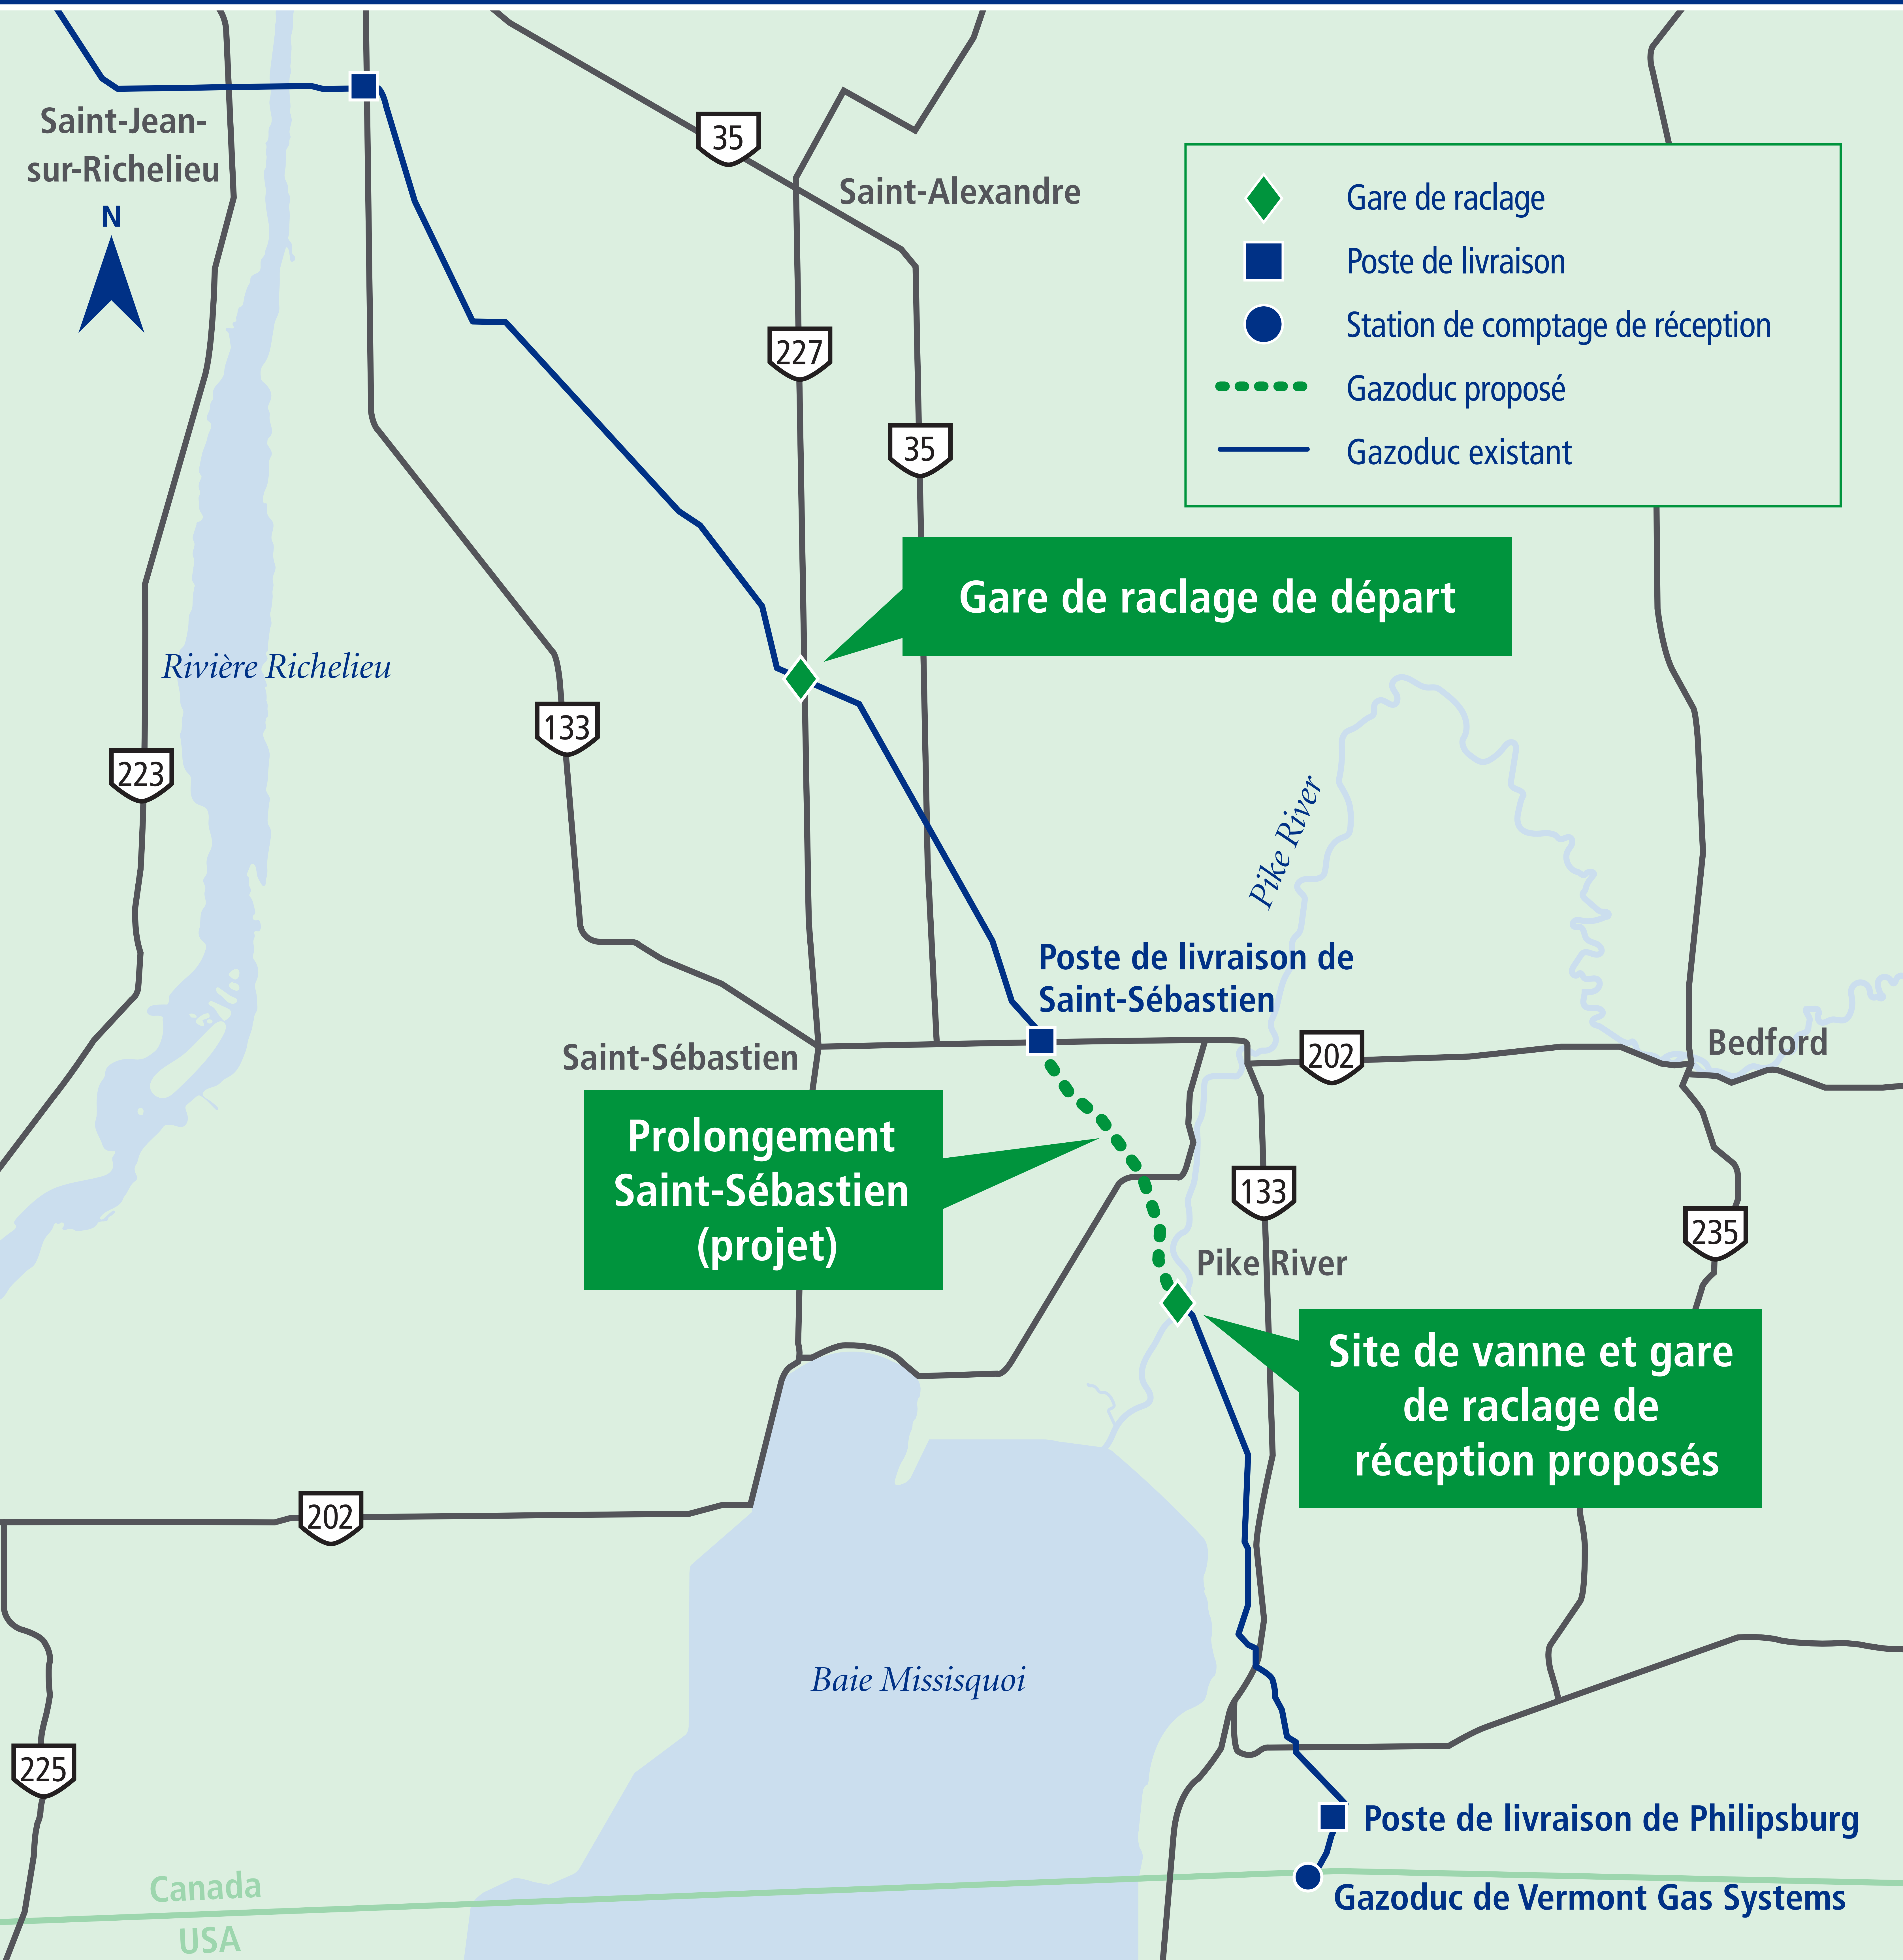 Saint-Jean-
sur-Richelieu
N
35
Saint-Alexandre
Gare de raclage
Poste de livraison
Station de comptage de réception
Gazoduc proposé
Gazoduc existant
227
35
Gare de raclage de départ
Rivière Richelieu
133
223
Pike River
Poste de livraison de
Saint-Sébastien
Saint-Sébastien
202
Bedford
Prolongement
Saint-Sébastien
(projet)
133
235
Pike River
Site de vanne et gare
de raclage de
réception proposés
202
Baie Missisquoi
225
Poste de livraison de Philipsburg
Canada
USA
Gazoduc de Vermont Gas Systems